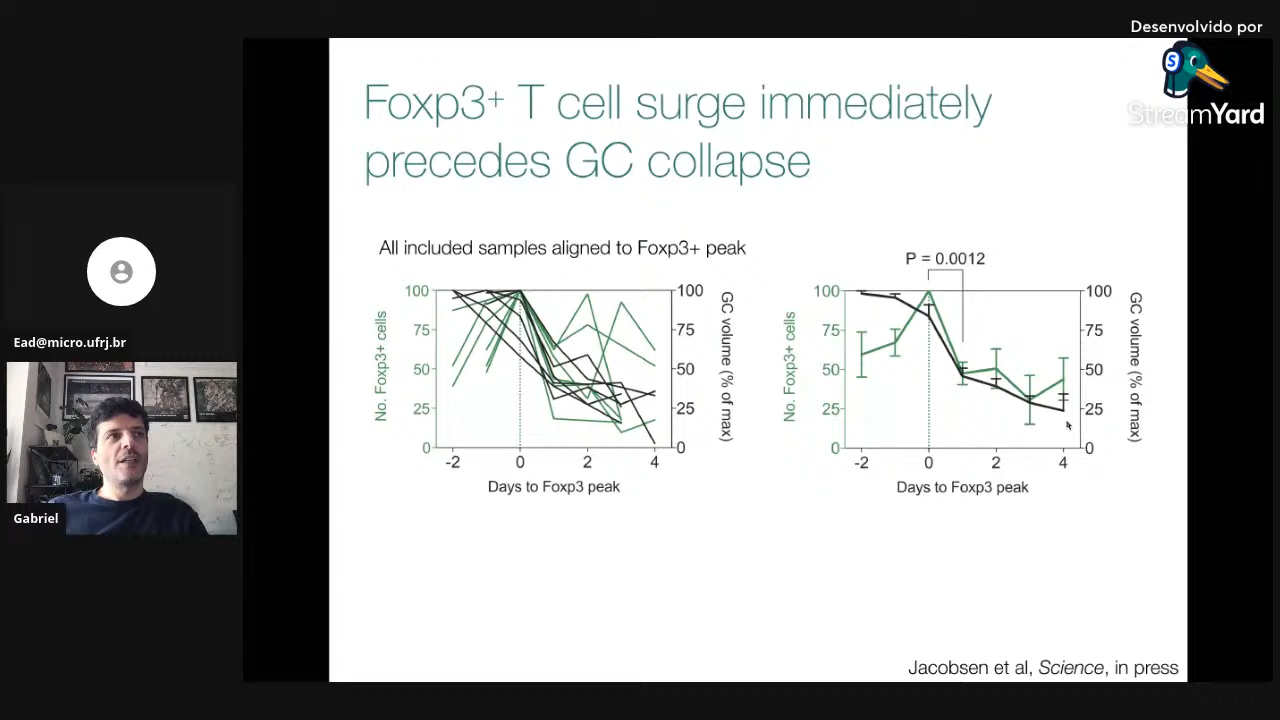 Desenvolvido por
StreamYard
Foxp3+ T cell surge immediately
precedes GC collapse
All included samples aligned to Foxp3+ peak
No. Foxp3+ cells
100
75
50
25
0
-2 0 2 4
Days to Foxp3 peak
100
75
50
25
0
GC volume (% of max)
P = 0.0012
No. Foxp3+ cells
100
75
50
25
0
-2 0 2 4
Days to Foxp3 peak
100
75
50
25
0
GC volume (% of max)
Jacobsen et al, Science, in press
Ead@micro.ufrj.br
Gabriel